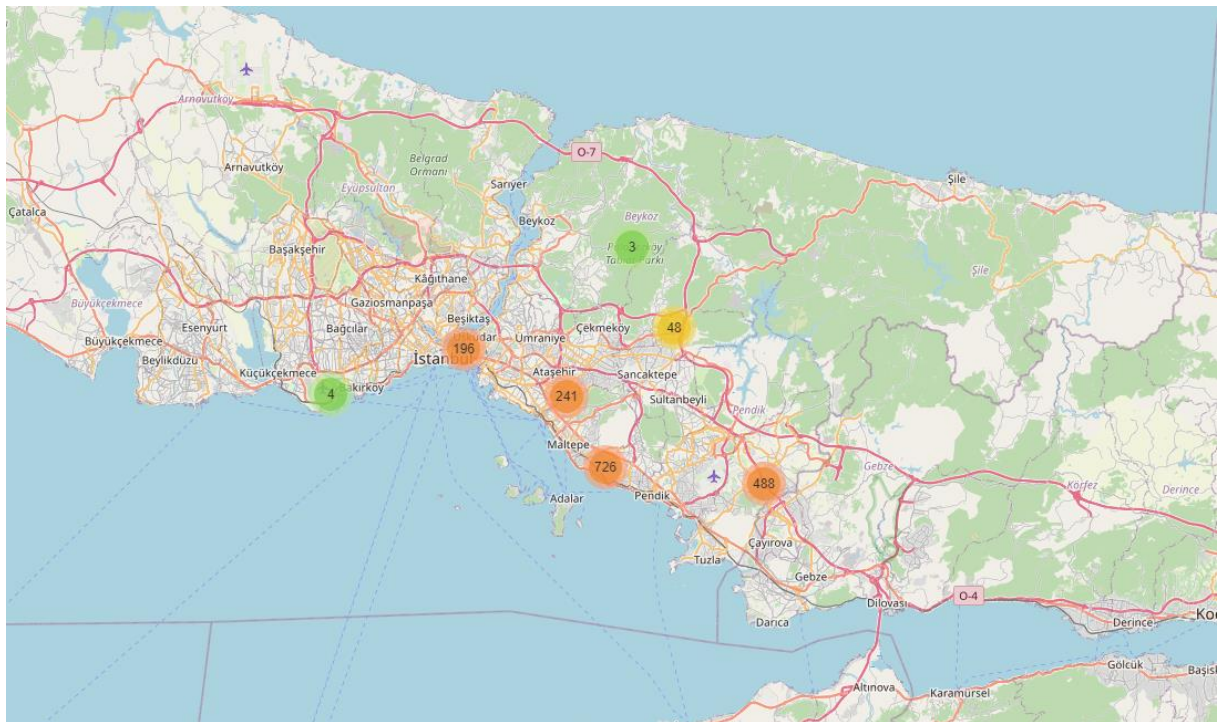 Arnavutköy
O-7
Arnavutköy
Belgrad
Ormanı
Eyüpsultan
Sarıyer
Şile
Çatalca
Beykoz
Beykoz
Başakşehir
3
Kâğıthane
Şile
Büyükçekmece
Gaziosmanpaşa
Beşiktaş
Esenyurt
Bağcılar
Ümraniye
Çekmeköy
48
Büyükçekmece
196
Beylikdüzü
İstanbul
Küçükçekmece
Ataşehir
Sancaktepe
4
Bakırköy
241
Sultanbeyli
Pendik
Maltepe
726
Gebze
488
Körfez
Derince
Adalar
Pendik
Çayırova
Tuzla
Gebze
Dilovası
O-4
Darıca
Derince
Gölcük
Altınova
Karamürsel